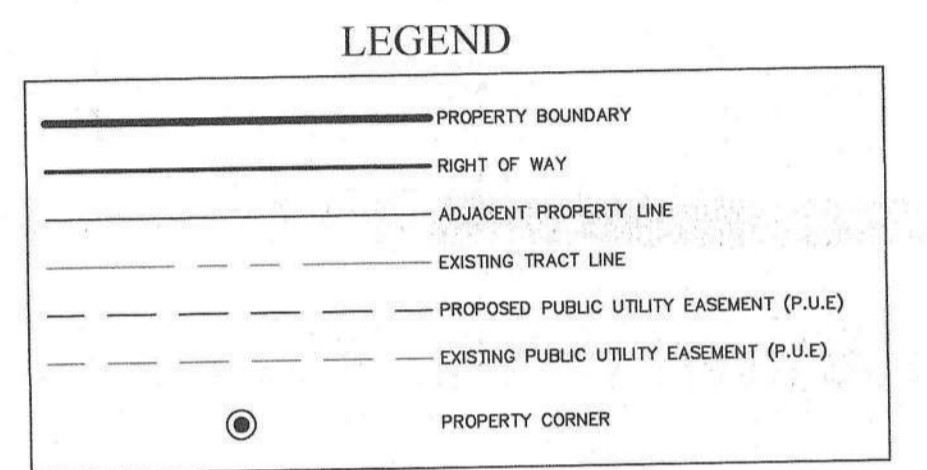 LEGEND
PROPERTY BOUNDARY
RIGHT OF WAY
ADJACENT PROPERTY LINE
EXISTING TRACT LINE
PROPOSED PUBLIC UTILITY EASEMENT (P.U.E)
EXISTING PUBLIC UTILITY EASEMENT (P.U.E)
PROPERTY CORNER